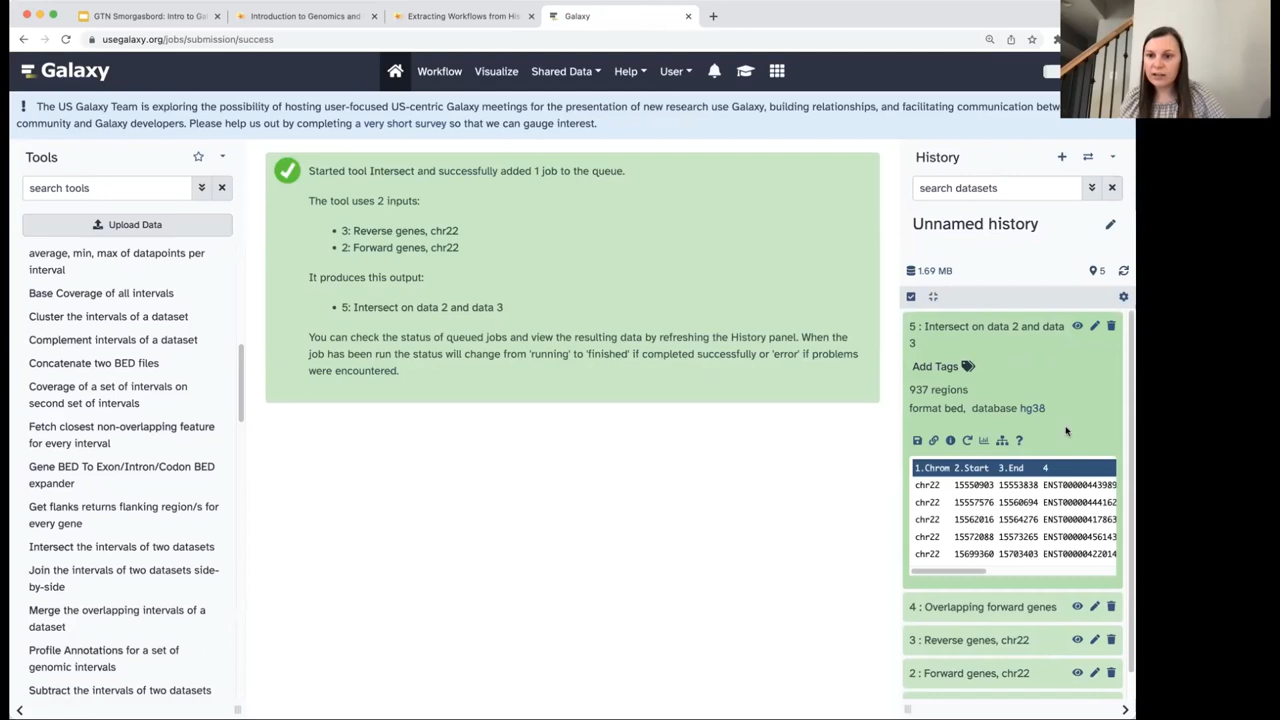 GTN Smorgasbord: Intro to Ga
Introduction to Genomics and
Extracting Workflows from His
Galaxy
usegalaxy.org/jobs/submission/success
Galaxy
Workflow
Visualize
Shared Data
Help
User
The US Galaxy Team is exploring the possibility of hosting user-focused US-centric Galaxy meetings for the presentation of new research use Galaxy, building relationships, and facilitating communication betw
community and Galaxy developers. Please help us out by completing a very short survey so that we can gauge interest.
Tools
search tools
Upload Data
average, min, max of datapoints per
interval
Base Coverage of all intervals
Cluster the intervals of a dataset
Complement intervals of a dataset
Concatenate two BED files
Coverage of a set of intervals on
second set of intervals
Fetch closest non-overlapping feature
for every interval
Gene BED To Exon/Intron/Codon BED
expander
Get flanks returns flanking region/s for
every gene
Intersect the intervals of two datasets
Join the intervals of two datasets side-
by-side
Merge the overlapping intervals of a
dataset
Profile Annotations for a set of
genomic intervals
Subtract the intervals of two datasets
Started tool Intersect and successfully added 1 job to the queue.
The tool uses 2 inputs:
• 3: Reverse genes, chr22
• 2: Forward genes, chr22
It produces this output:
• 5: Intersect on data 2 and data 3
You can check the status of queued jobs and view the resulting data by refreshing the History panel. When the
job has been run the status will change from 'running' to 'finished' if completed successfully or 'error' if problems
were encountered.
History
search datasets
Unnamed history
1.69 MB
5
5 : Intersect on data 2 and data
3
Add Tags
937 regions
format bed, database hg38
1.Chrom 2.Start 3.End 4
chr22 15550903 15553838 ENST00000443989
chr22 15557576 15560694 ENST00000444162
chr22 15562016 15564276 ENST00000417863
chr22 15572088 15573265 ENST00000456143
chr22 15699360 15703403 ENST00000422014
4 : Overlapping forward genes
3 : Reverse genes, chr22
2 : Forward genes, chr22